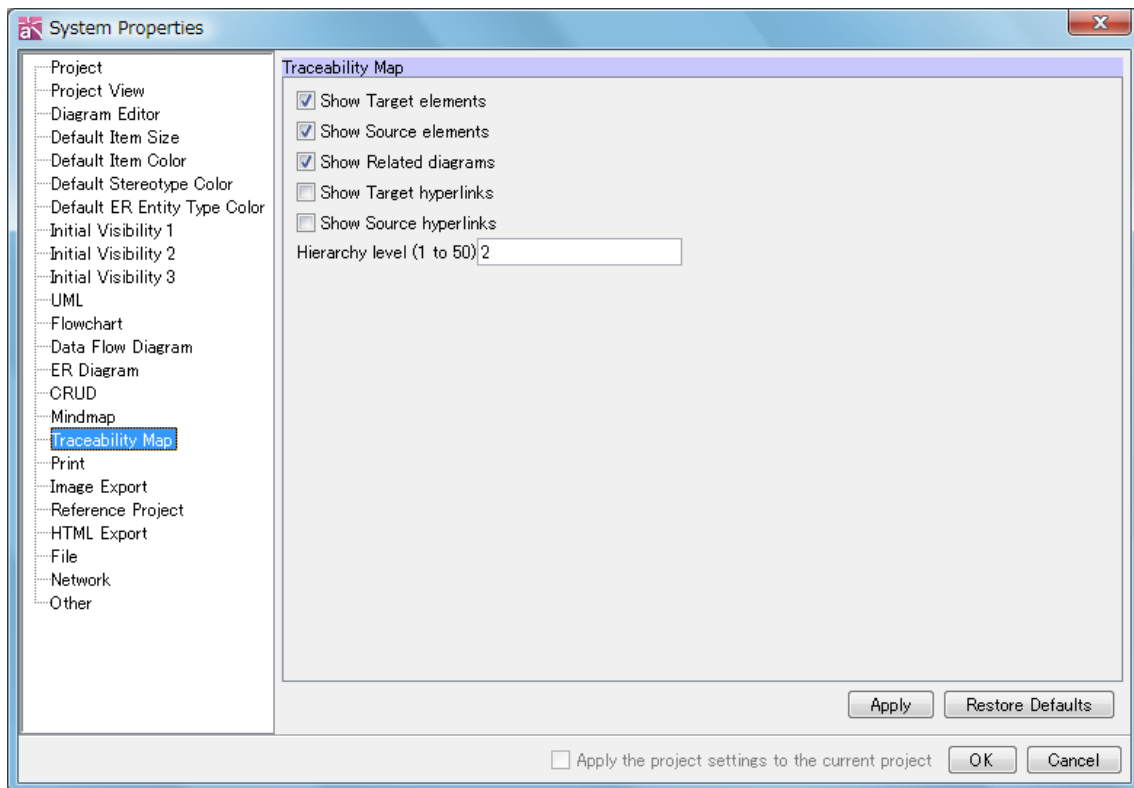 System Properties
Project
Project View
Diagram Editor
Default Item Size
Default Item Color
Default Stereotype Color
Default ER Entity Type Color
Initial Visibility 1
Initial Visibility 2
Initial Visibility 3
UML
Flowchart
Data Flow Diagram
ER Diagram
CRUD
Mindmap
Traceability Map
Print
Image Export
Reference Project
HTML Export
File
Network
Other
Traceability Map
Show Target elements
Show Source elements
Show Related diagrams
Show Target hyperlinks
Show Source hyperlinks
Hierarchy level (1 to 50) 2
Apply Restore Defaults
Apply the project settings to the current project OK Cancel